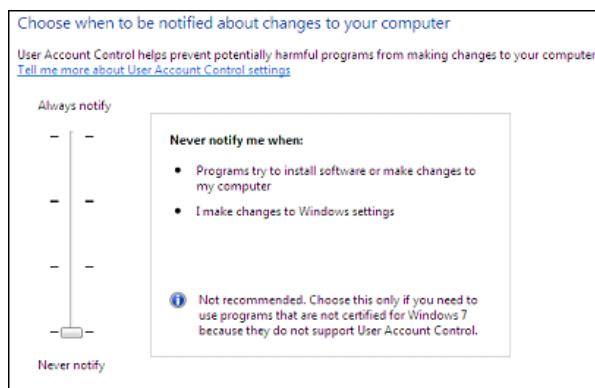 Choose when to be notified about changes to your computer
User Account Control helps prevent potentially harmful programs from making changes to your computer
Tell me more about User Account Control settings
Always notify
Never notify me when:
• Programs try to install software or make changes to
my computer
• I make changes to Windows settings
Not recommended. Choose this only if you need to
use programs that are not certified for Windows 7
because they do not support User Account Control.
Never notify